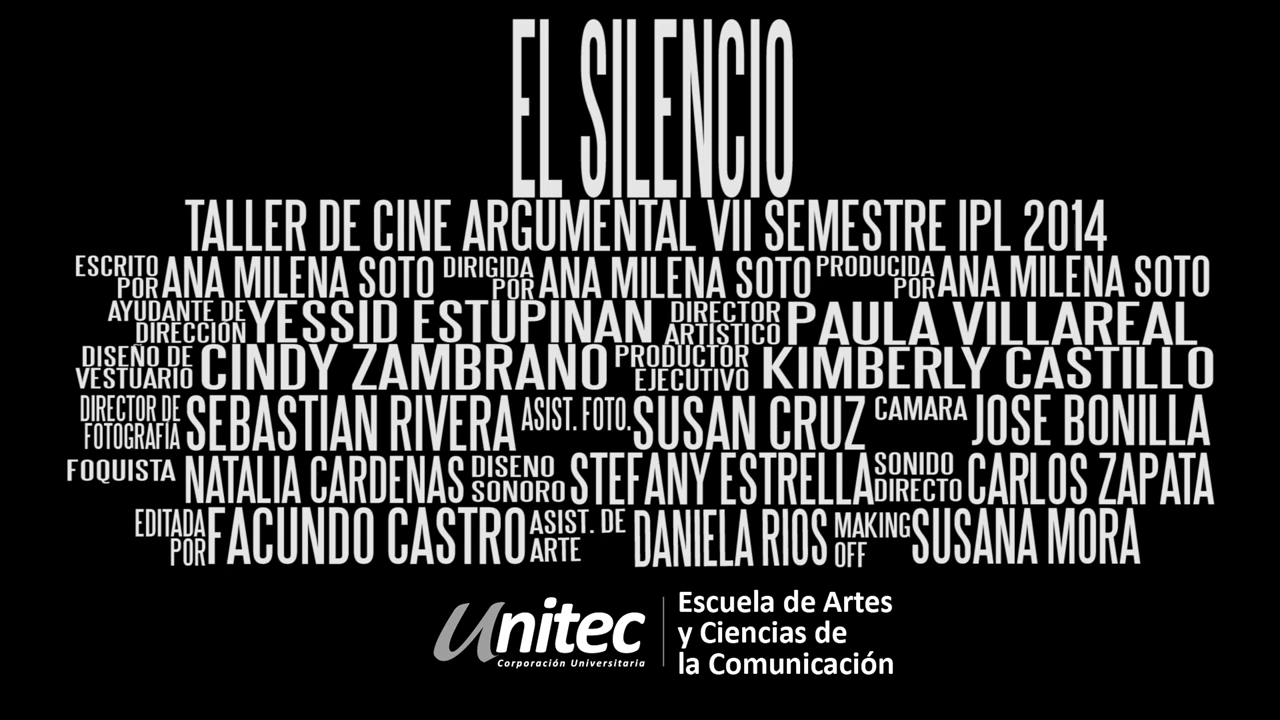 EL SILENCIO
TALLER DE CINE ARGUMENTAL VII SEMESTRE IPL 2014
ESCRITO POR ANA MILENA SOTO DIRIGIDA POR ANA MILENA SOTO PRODUCIDA POR ANA MILENA SOTO
AYUDANTE DE DIRECCIÓN YESSID ESTUPINAN DIRECTOR ARTÍSTICO PAULA VILLAREAL
DISEÑO DE VESTUARIO CINDY ZAMBRANO PRODUCTOR EJECUTIVO KIMBERLY CASTILLO
DIRECTOR DE FOTOGRAFÍA SEBASTIAN RIVERA ASIST. FOTO. SUSAN CRUZ CAMARA JOSE BONILLA
FOQUISTA NATALIA CARDENAS DISENO SONORO STEFANY ESTRELLA SONIDO DIRECTO CARLOS ZAPATA
EDITADA POR FACUNDO CASTRO ASIST. DE ARTE DANIELA RIOS MAKING OFF SUSANA MORA
Unitec
Corporación Universitaria
Escuela de Artes
y Ciencias de
la Comunicación